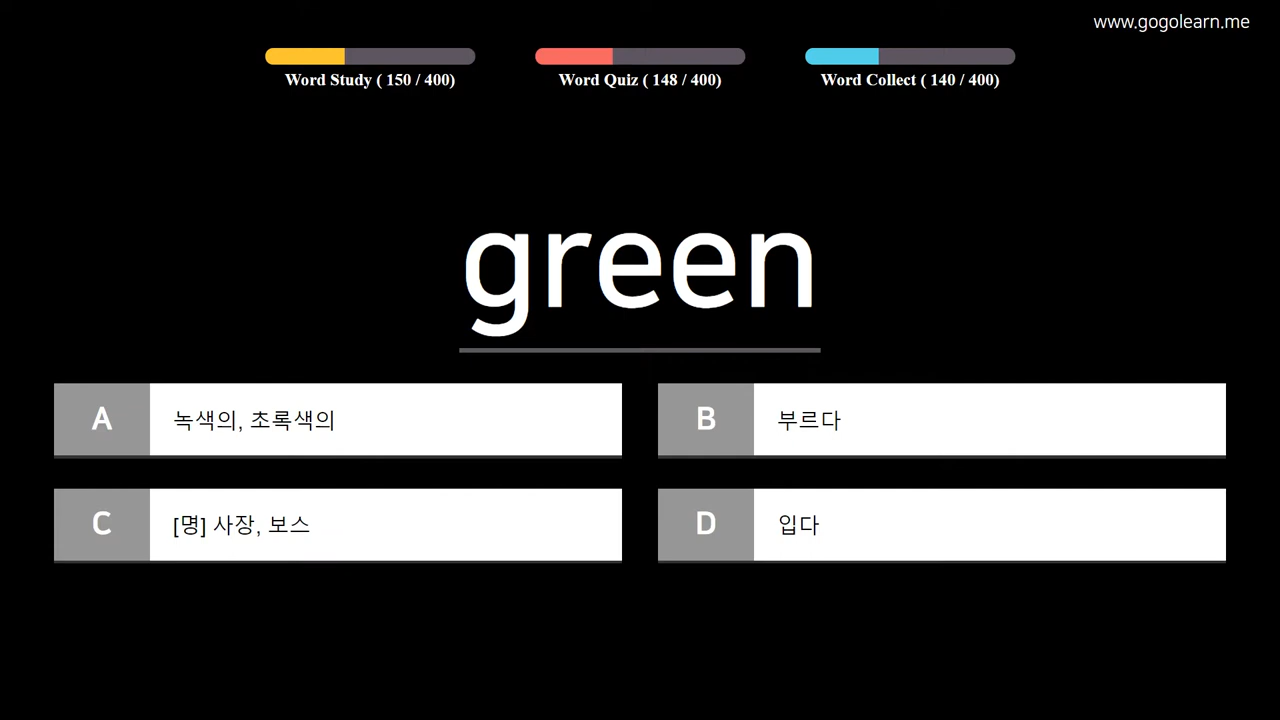 www.gogolearn.me
Word Study ( 150 / 400)
Word Quiz ( 148 / 400)
Word Collect ( 140 / 400)
green
A 녹색의, 초록색의
B 부르다
C [명] 사장, 보스
D 입다